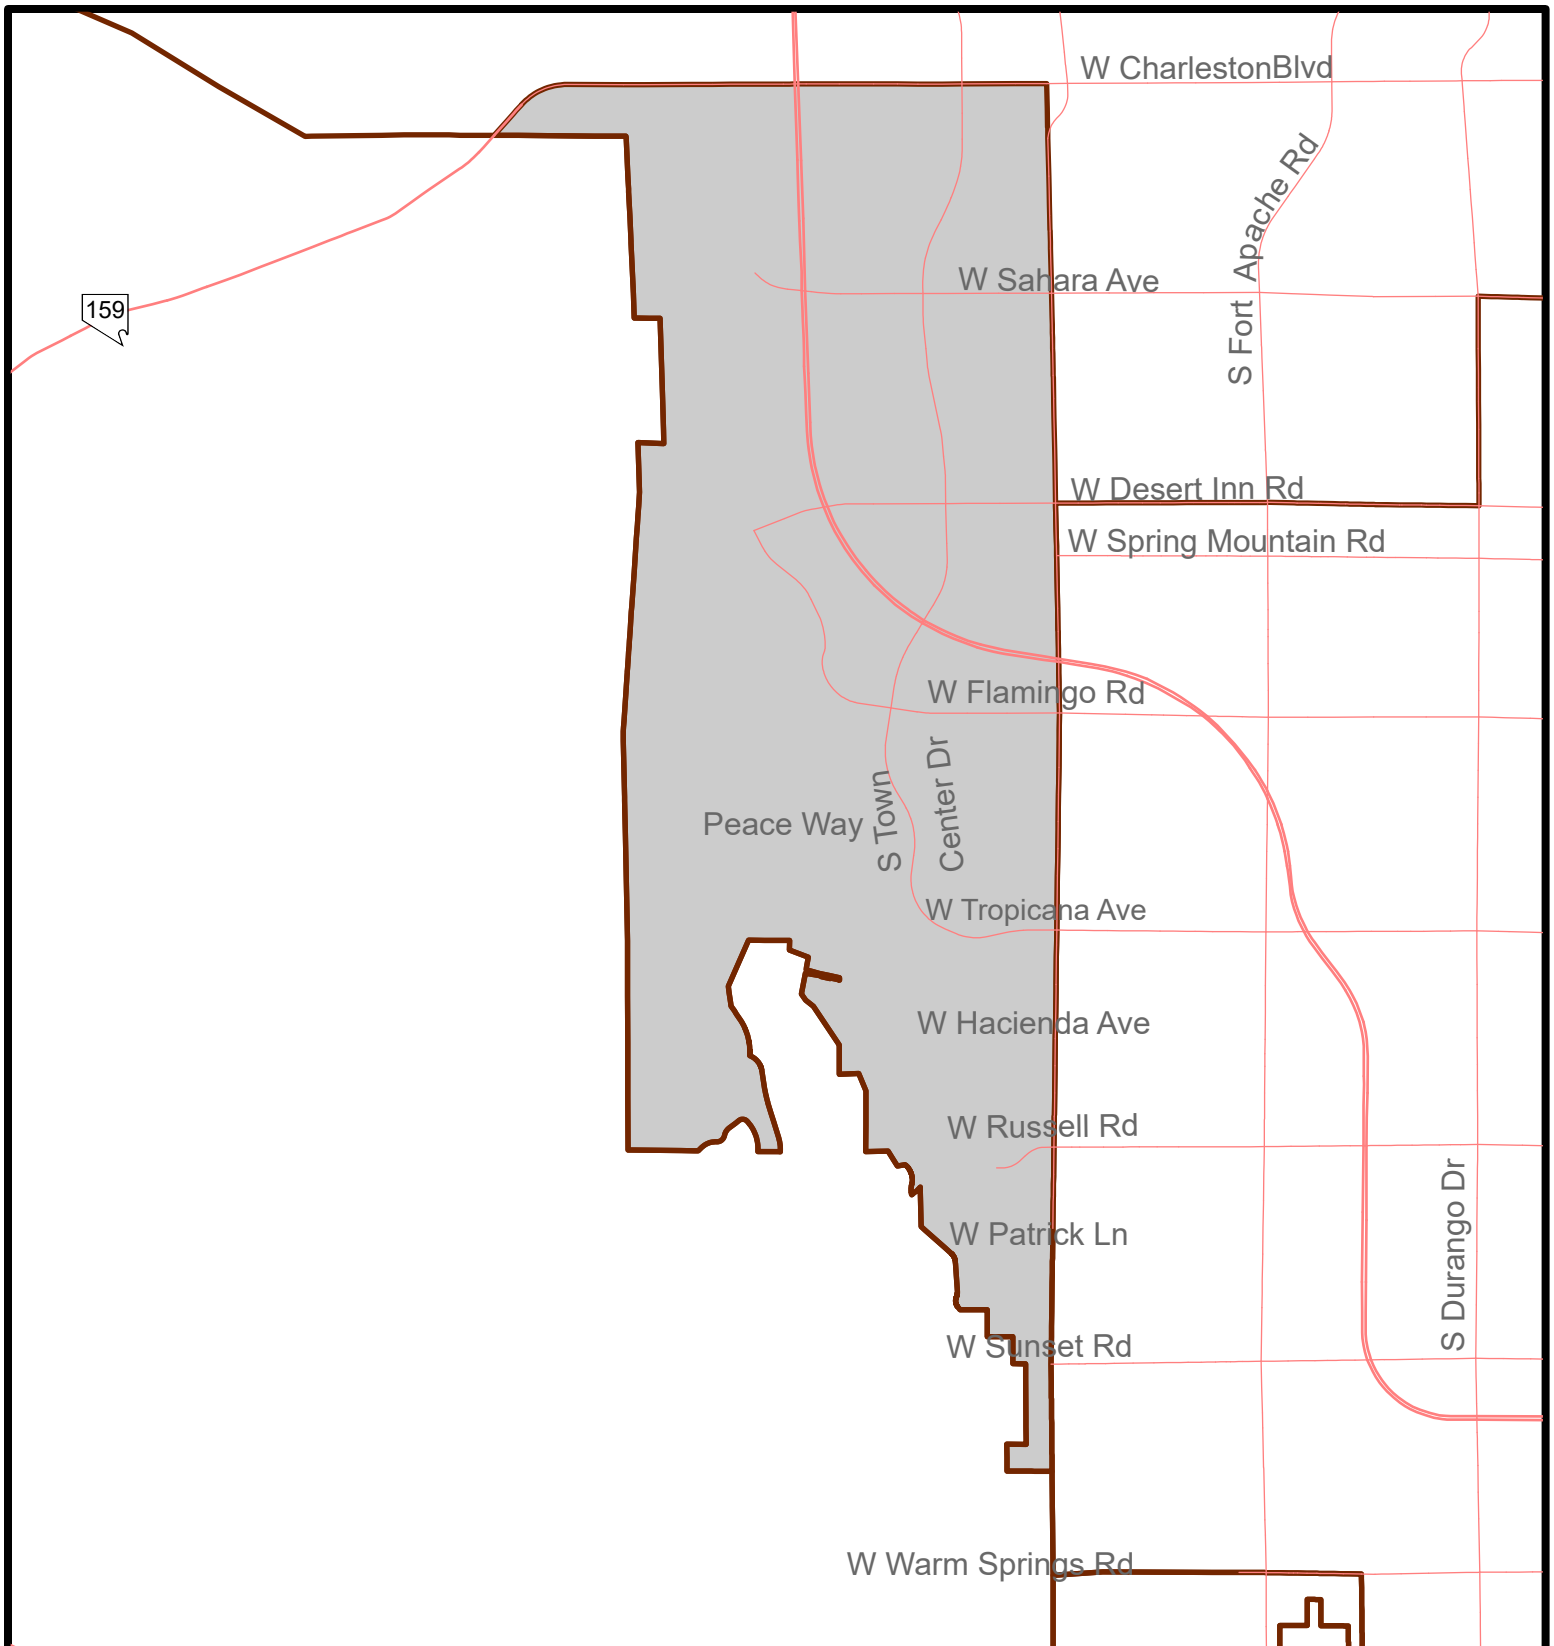 W CharlestonBlvd
S Fort Apache Rd
W Sahara Ave
159
W Desert Inn Rd
W Spring Mountain Rd
W Flamingo Rd
S Town
Center Dr
Peace Way
W Tropicana Ave
W Hacienda Ave
W Russell Rd
S Durango Dr
W Patrick Ln
W Sunset Rd
W Warm Springs Rd